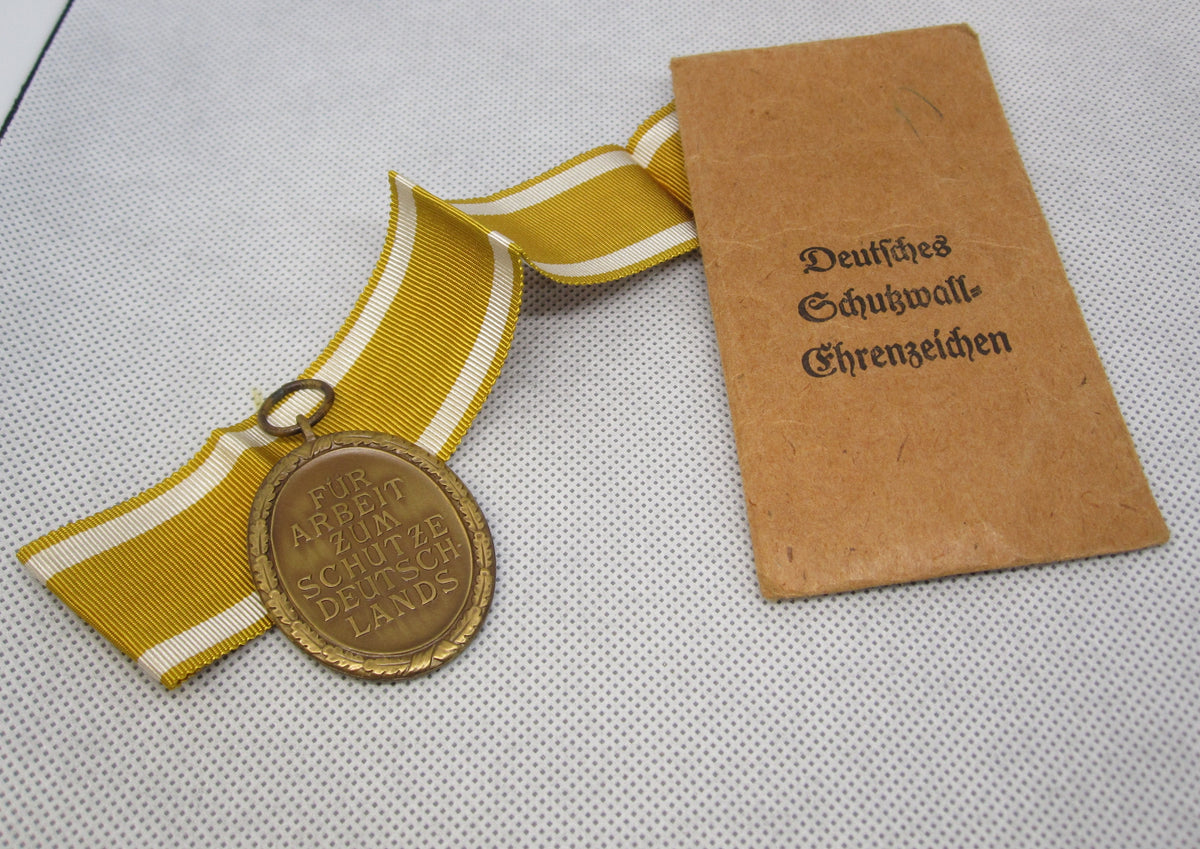 FÜR
ARBEIT
ZUM
SCHUTZE
DEUTSCH-
LANDS
Deutsches
Schutzwall-
Ehrenzeichen